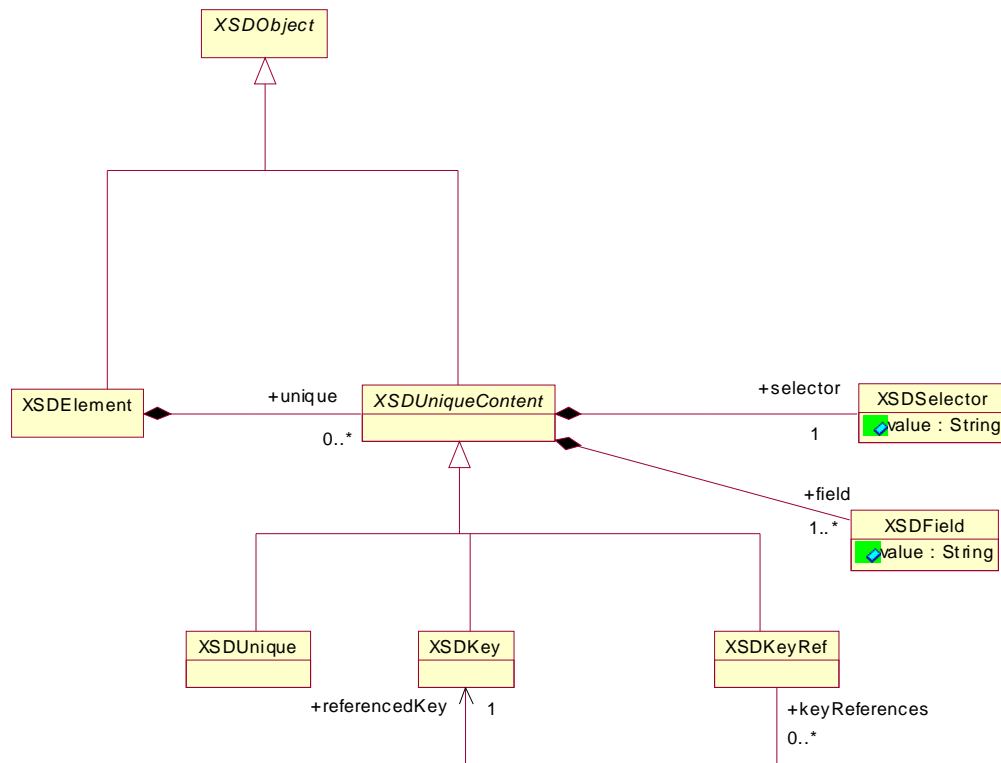 XSDObject
XSDElement
+unique
0..*
XSDUniqueContent
+selector
1
XSDSelector
value : String
+field
1..*
XSDField
value : String
XSDUnique
XSDKey
XSDKeyRef
+referencedKey
1
+keyReferences
0..*